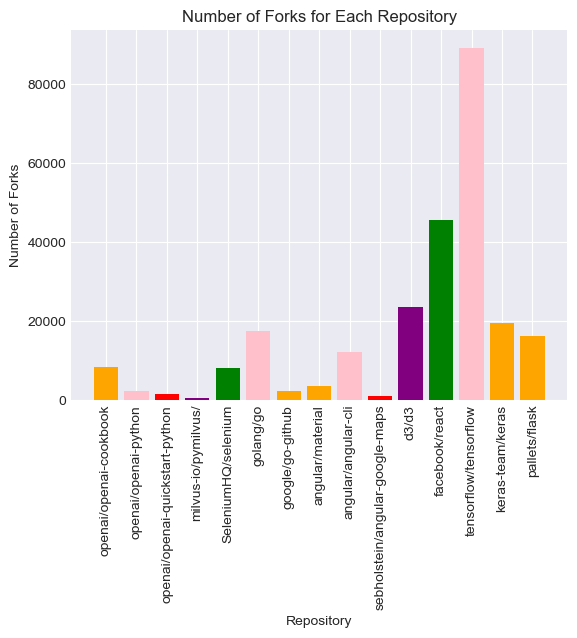 Number of Forks for Each Repository
Number of Forks
80000
60000
40000
20000
0
openai/openai-cookbook
openai/openai-python
openai/openai-quickstart-python
milvus-io/pymilvus/
SeleniumHQ/selenium
golang/go
google/go-github
angular/material
angular/angular-cli
sebholstein/angular-google-maps
d3/d3
facebook/react
tensorflow/tensorflow
keras-team/keras
pallets/flask
Repository